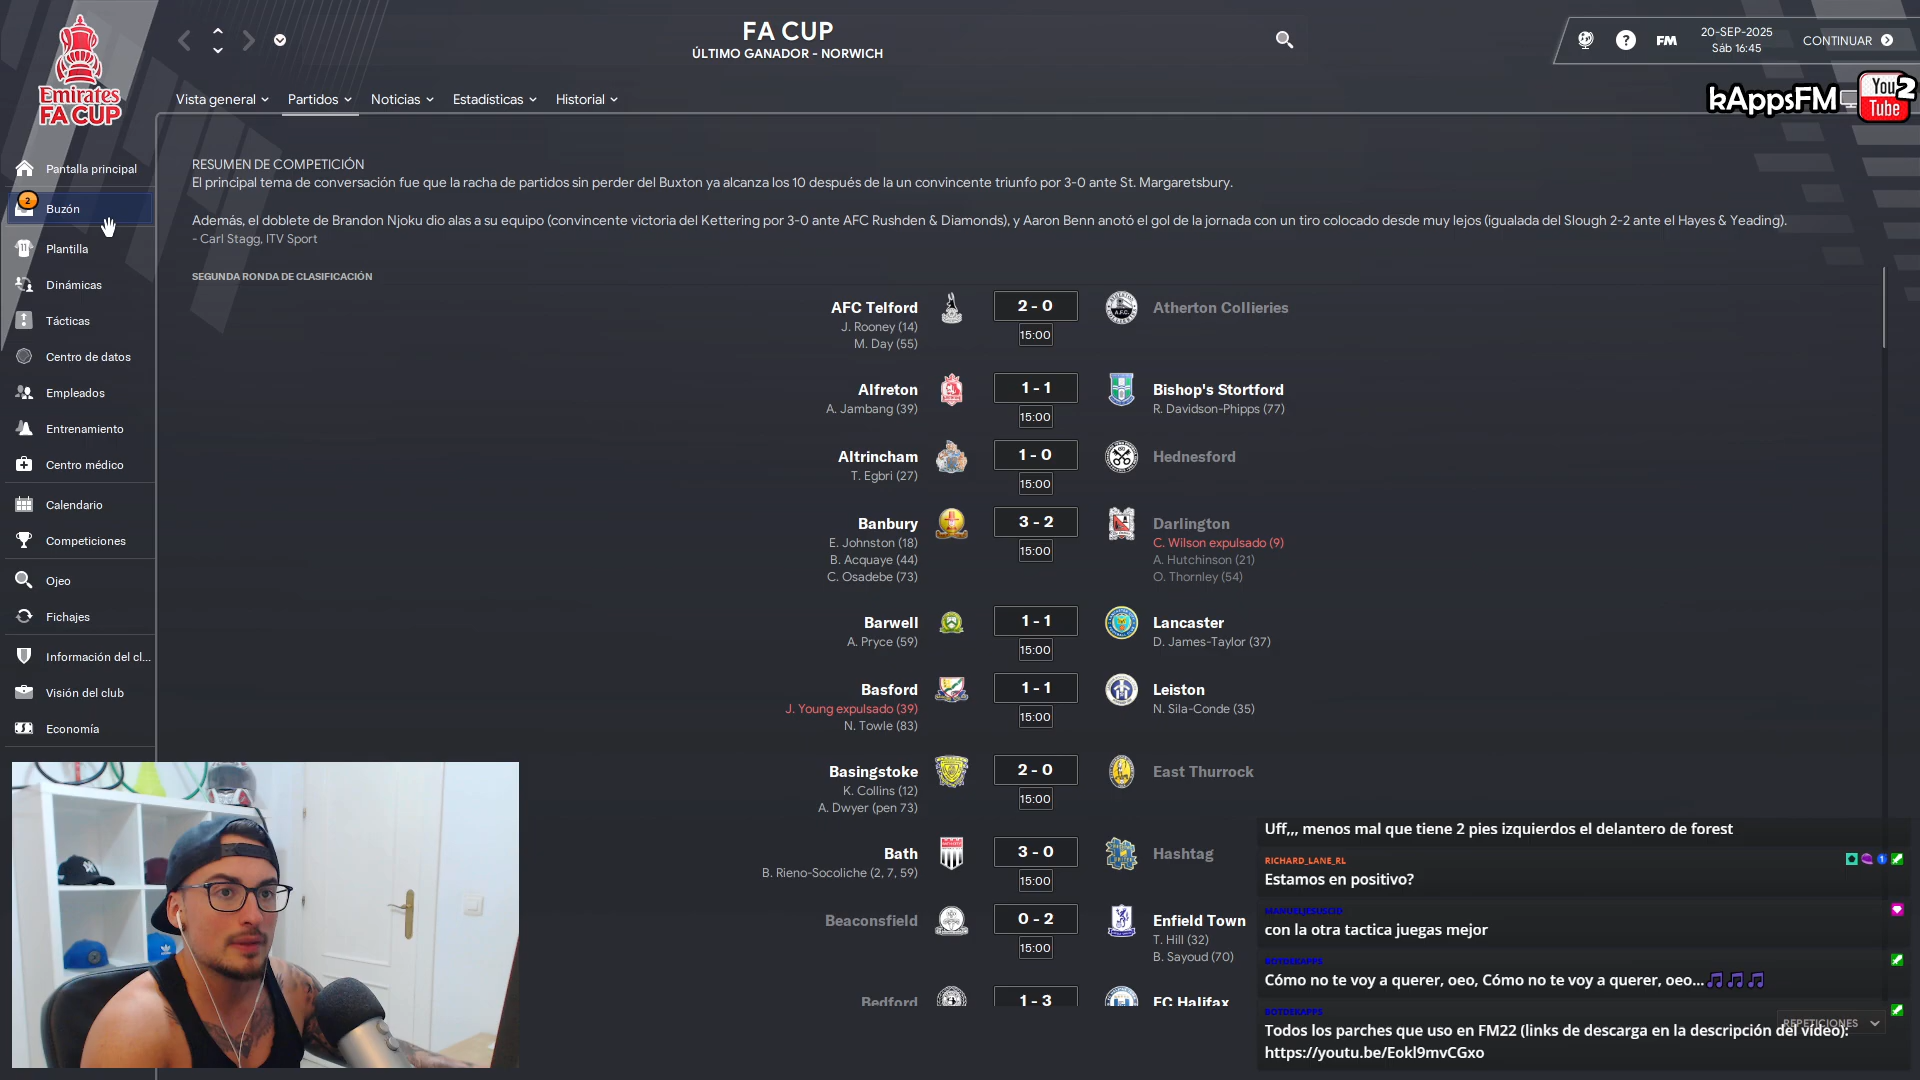 FA CUP
ÚLTIMO GANADOR - NORWICH
FM
20-SEP-2025
Sáb 16:45
CONTINUAR
Emirates
FA CUP
Vista general
Partidos
Noticias
Estadísticas
Historial
kAppsFM
You2
Tube
Pantalla principal
2
Buzón
Plantilla
Dinámicas
Tácticas
Centro de datos
Empleados
Entrenamiento
Centro médico
Calendario
Competiciones
Ojeo
Fichajes
Información del cl...
Visión del club
Economía
RESUMEN DE COMPETICIÓN
El principal tema de conversación fue que la racha de partidos sin perder del Buxton ya alcanza los 10 después de la un convincente triunfo por 3-0 ante St. Margaretsbury.
Además, el doblete de Brandon Njoku dio alas a su equipo (convincente victoria del Kettering por 3-0 ante AFC Rushden & Diamonds), y Aaron Benn anotó el gol de la jornada con un tiro colocado desde muy lejos (igualada del Slough 2-2 ante el Hayes & Yeading).
- Carl Stagg, ITV Sport
SEGUNDA RONDA DE CLASIFICACIÓN
AFC Telford 2 - 0 Atherton Collieries
J. Rooney (14) 15:00
M. Day (55)
Alfreton 1 - 1 Bishop's Stortford
A. Jambang (39) 15:00 R. Davidson-Phipps (77)
Altrincham 1 - 0 Hednesford
T. Egbri (27) 15:00
Banbury 3 - 2 Darlington
E. Johnston (18) 15:00 C. Wilson expulsado (9)
B. Acquaye (44) A. Hutchinson (21)
C. Osadebe (73) O. Thornley (54)
Barwell 1 - 1 Lancaster
A. Pryce (59) 15:00 D. James-Taylor (37)
Basford 1 - 1 Leiston
J. Young expulsado (39) 15:00 N. Sila-Conde (35)
N. Towle (83)
Basingstoke 2 - 0 East Thurrock
K. Collins (12) 15:00
A. Dwyer (pen 73)
Bath 3 - 0 Hashtag
B. Rieno-Socoliche (2, 7, 59) 15:00
Beaconsfield 0 - 2 Enfield Town
15:00 T. Hill (32)
B. Sayoud (70)
Bedford 1 - 3 FC Halifax
Uff,,, menos mal que tiene 2 pies izquierdos el delantero de forest
RICHARD_LANE_RL
Estamos en positivo?
con la otra tactica juegas mejor
BOTDEKAPPS
Cómo no te voy a querer, oeo, Cómo no te voy a querer, oeo...🎵🎵🎵
BOTDEKAPPS
REPETICIONES
Todos los parches que uso en FM22 (links de descarga en la descripción del vídeo):
https://youtu.be/Eokl9mvCGxo